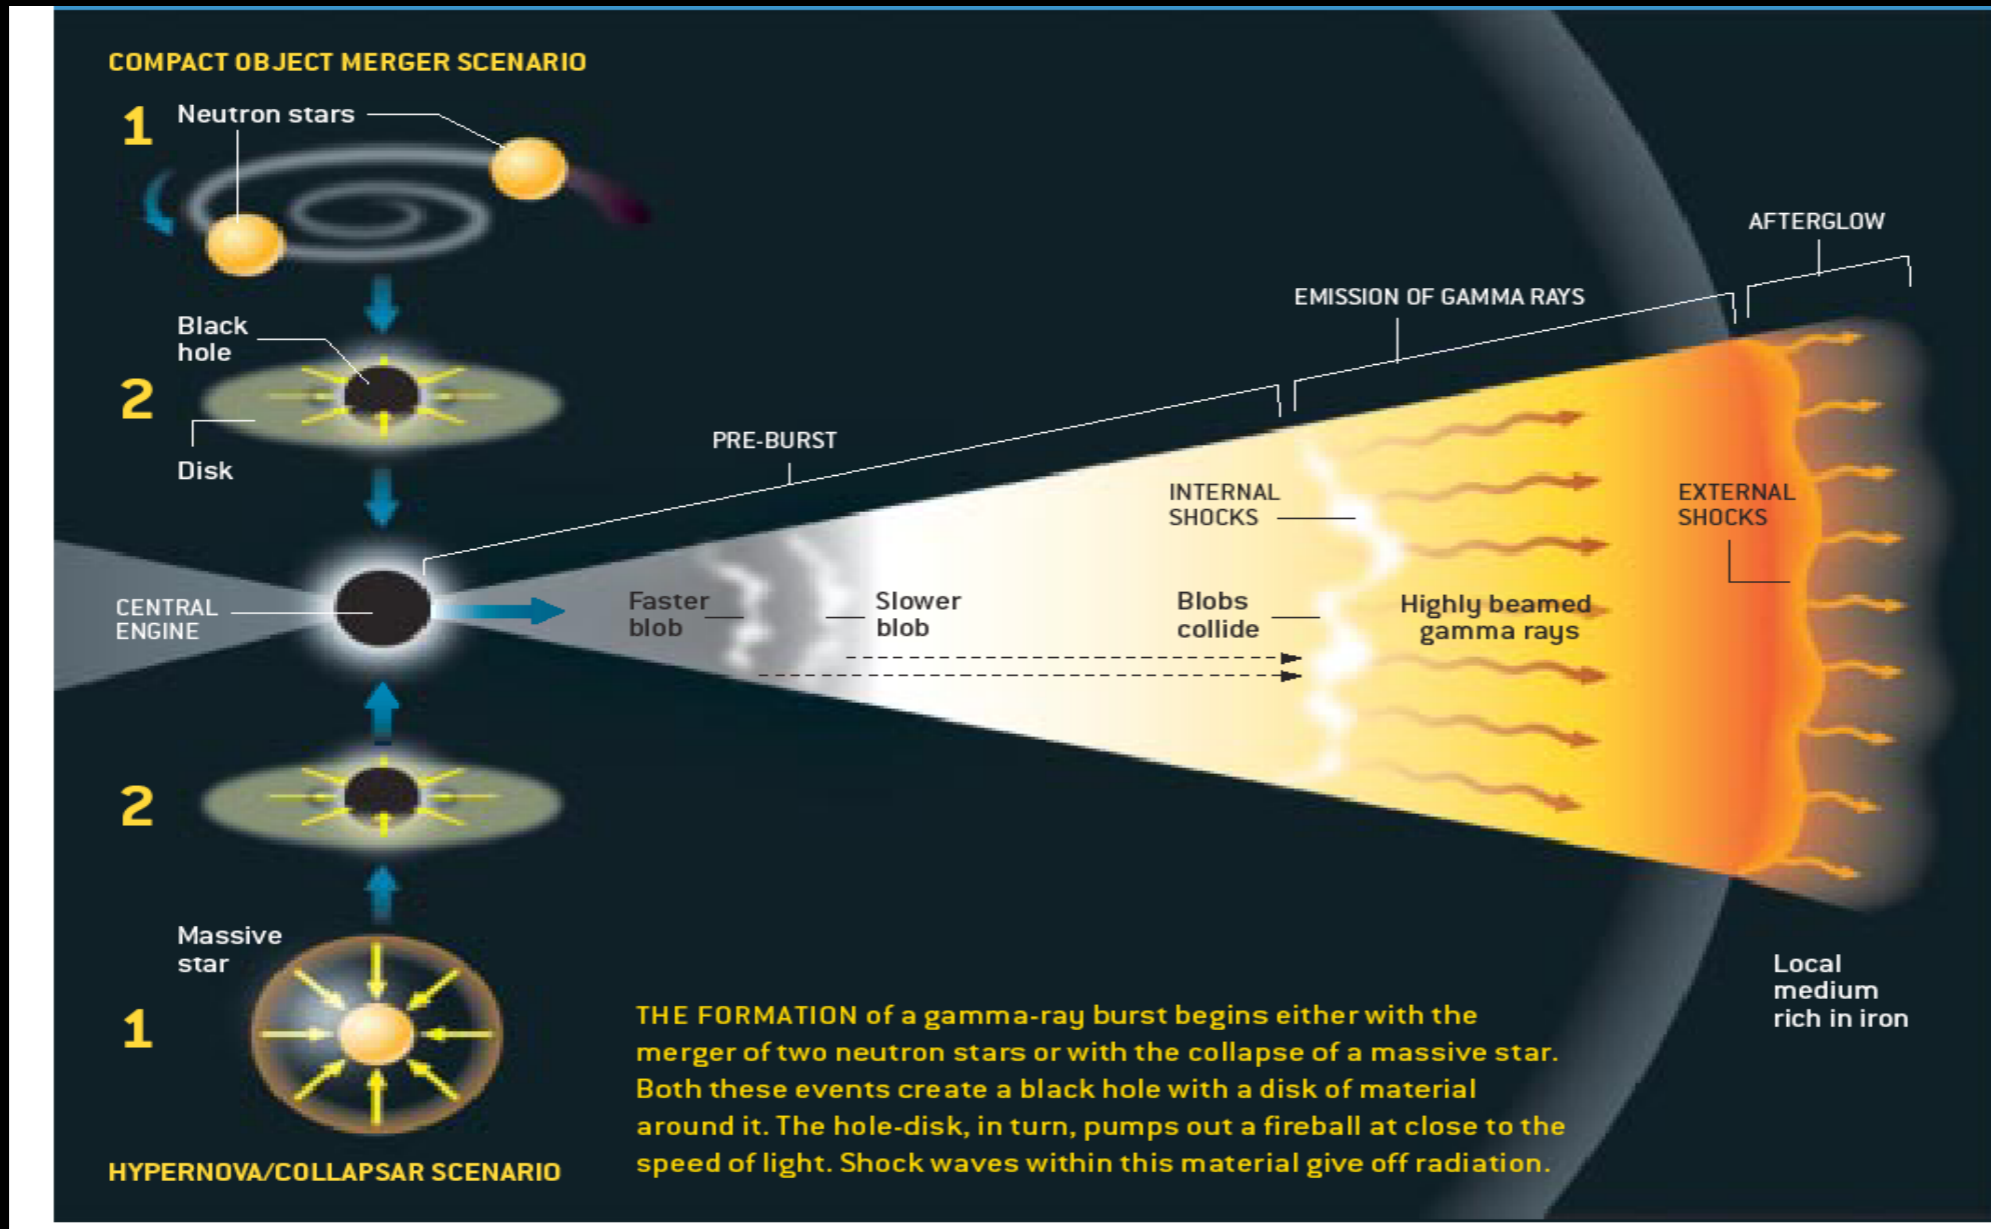 COMPACT OBJECT MERGER SCENARIO
1
Neutron stars
Black
hole
2
Disk
CENTRAL
ENGINE
2
Massive
star
1
HYPERNOVA/COLLAPSAR SCENARIO
PRE-BURST
Faster
blob
Slower
blob
EMISSION OF GAMMA RAYS
INTERNAL
SHOCKS
Blobs
collide
Highly beamed
gamma rays
AFTERGLOW
EXTERNAL
SHOCKS
Local
medium
rich in iron
THE FORMATION of a gamma-ray burst begins either with the
merger of two neutron stars or with the collapse of a massive star.
Both these events create a black hole with a disk of material
around it. The hole-disk, in turn, pumps out a fireball at close to the
speed of light. Shock waves within this material give off radiation.